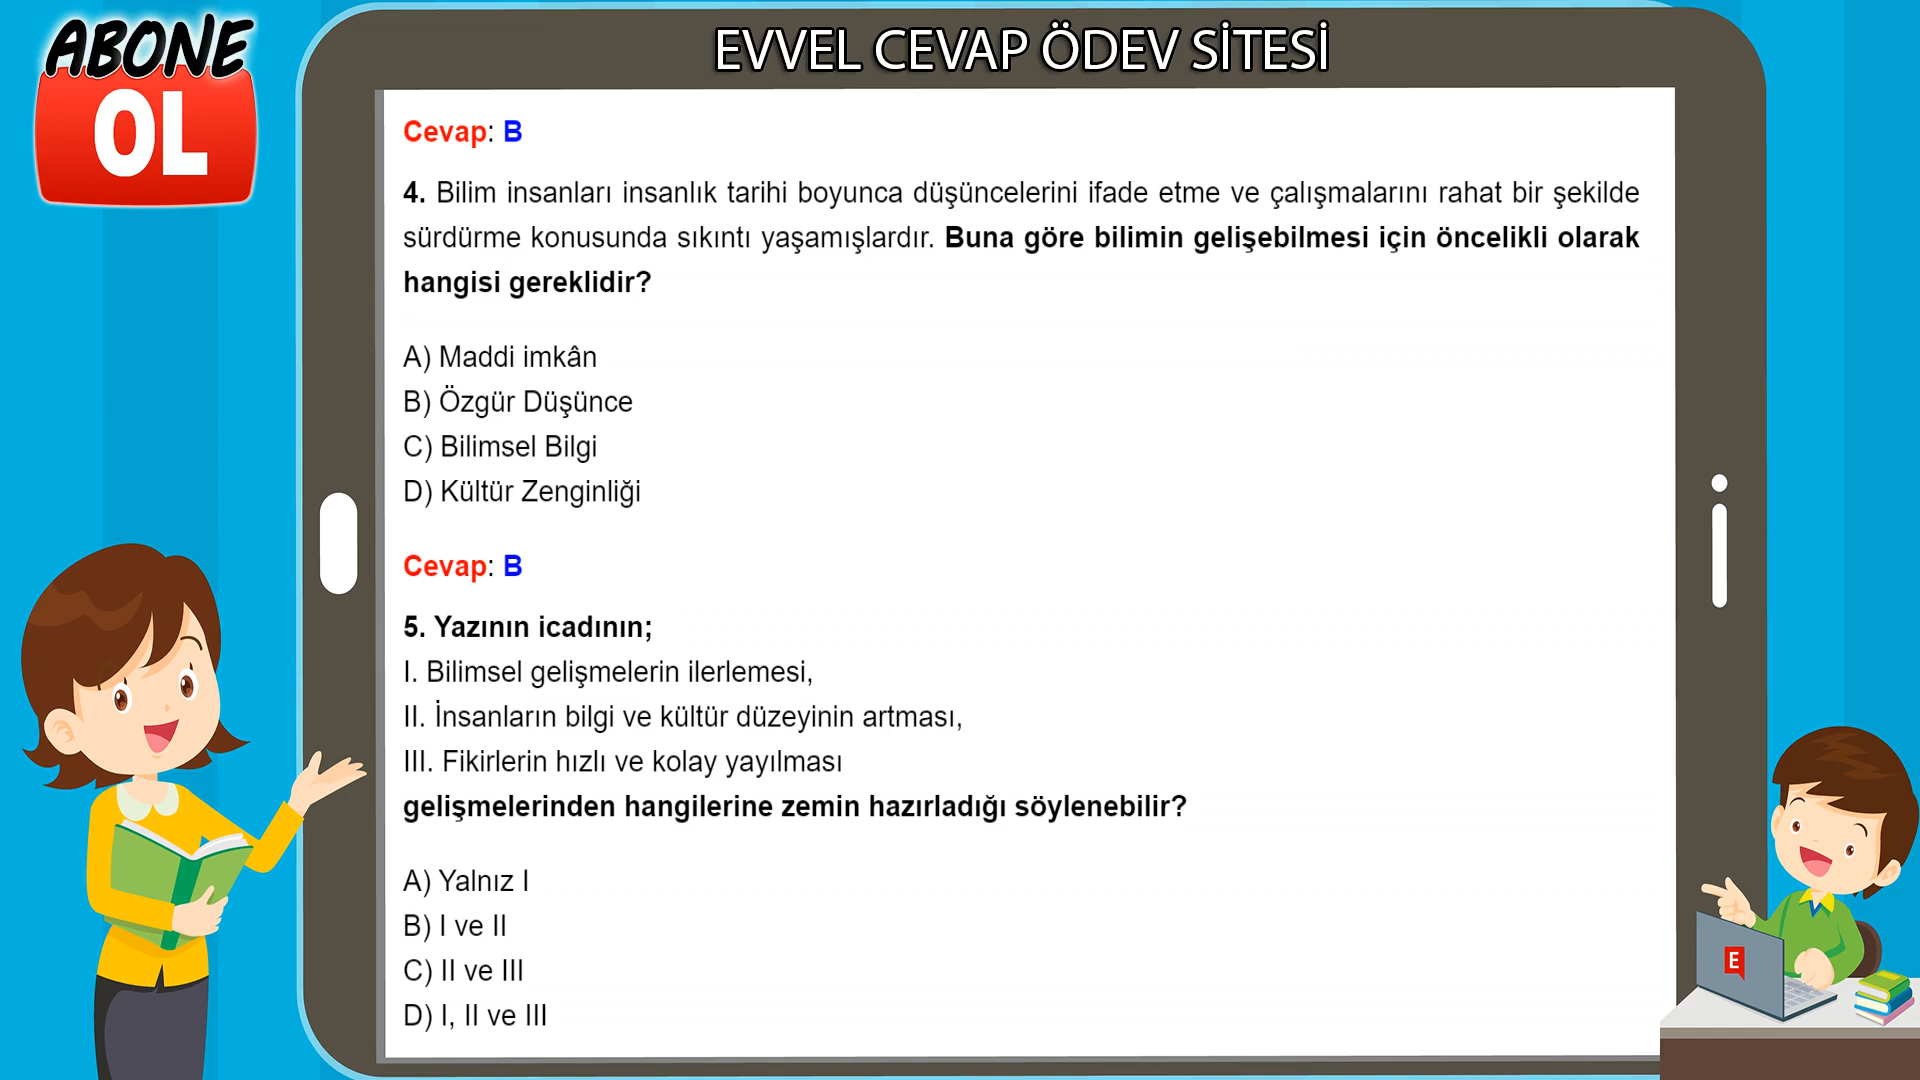 ABONE
OL
EVVEL CEVAP ÖDEV SİTESİ
Cevap: B
4. Bilim insanları insanlık tarihi boyunca düşüncelerini ifade etme ve çalışmalarını rahat bir şekilde
sürdürme konusunda sıkıntı yaşamışlardır. Buna göre bilimin gelişebilmesi için öncelikli olarak
hangisi gereklidir?
A) Maddi imkân
B) Özgür Düşünce
C) Bilimsel Bilgi
D) Kültür Zenginliği
Cevap: B
5. Yazının icadının;
I. Bilimsel gelişmelerin ilerlemesi,
II. İnsanların bilgi ve kültür düzeyinin artması,
III. Fikirlerin hızlı ve kolay yayılması
gelişmelerinden hangilerine zemin hazırladığı söylenebilir?
A) Yalnız I
B) I ve II
C) II ve III
D) I, II ve III
E